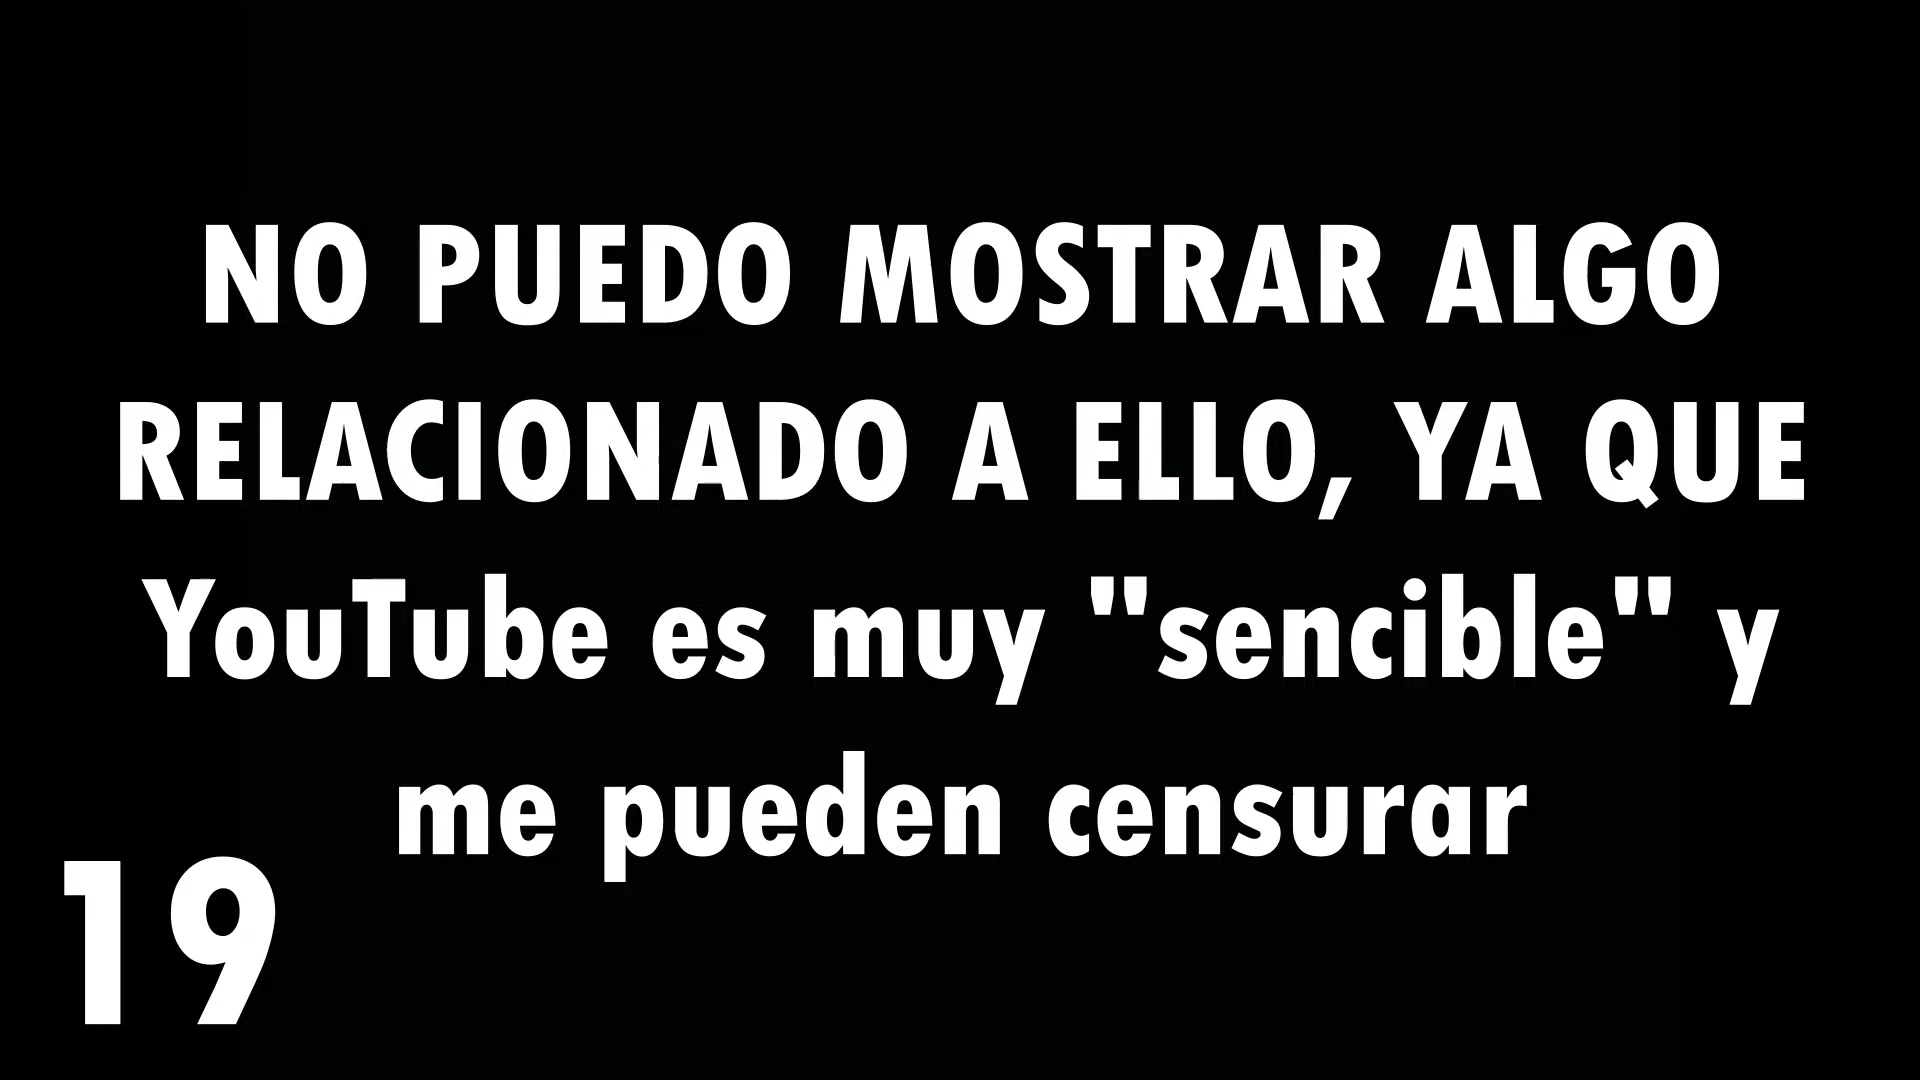 NO PUEDO MOSTRAR ALGO
RELACIONADO A ELLO, YA QUE
YouTube es muy "sencible" y
me pueden censurar
19